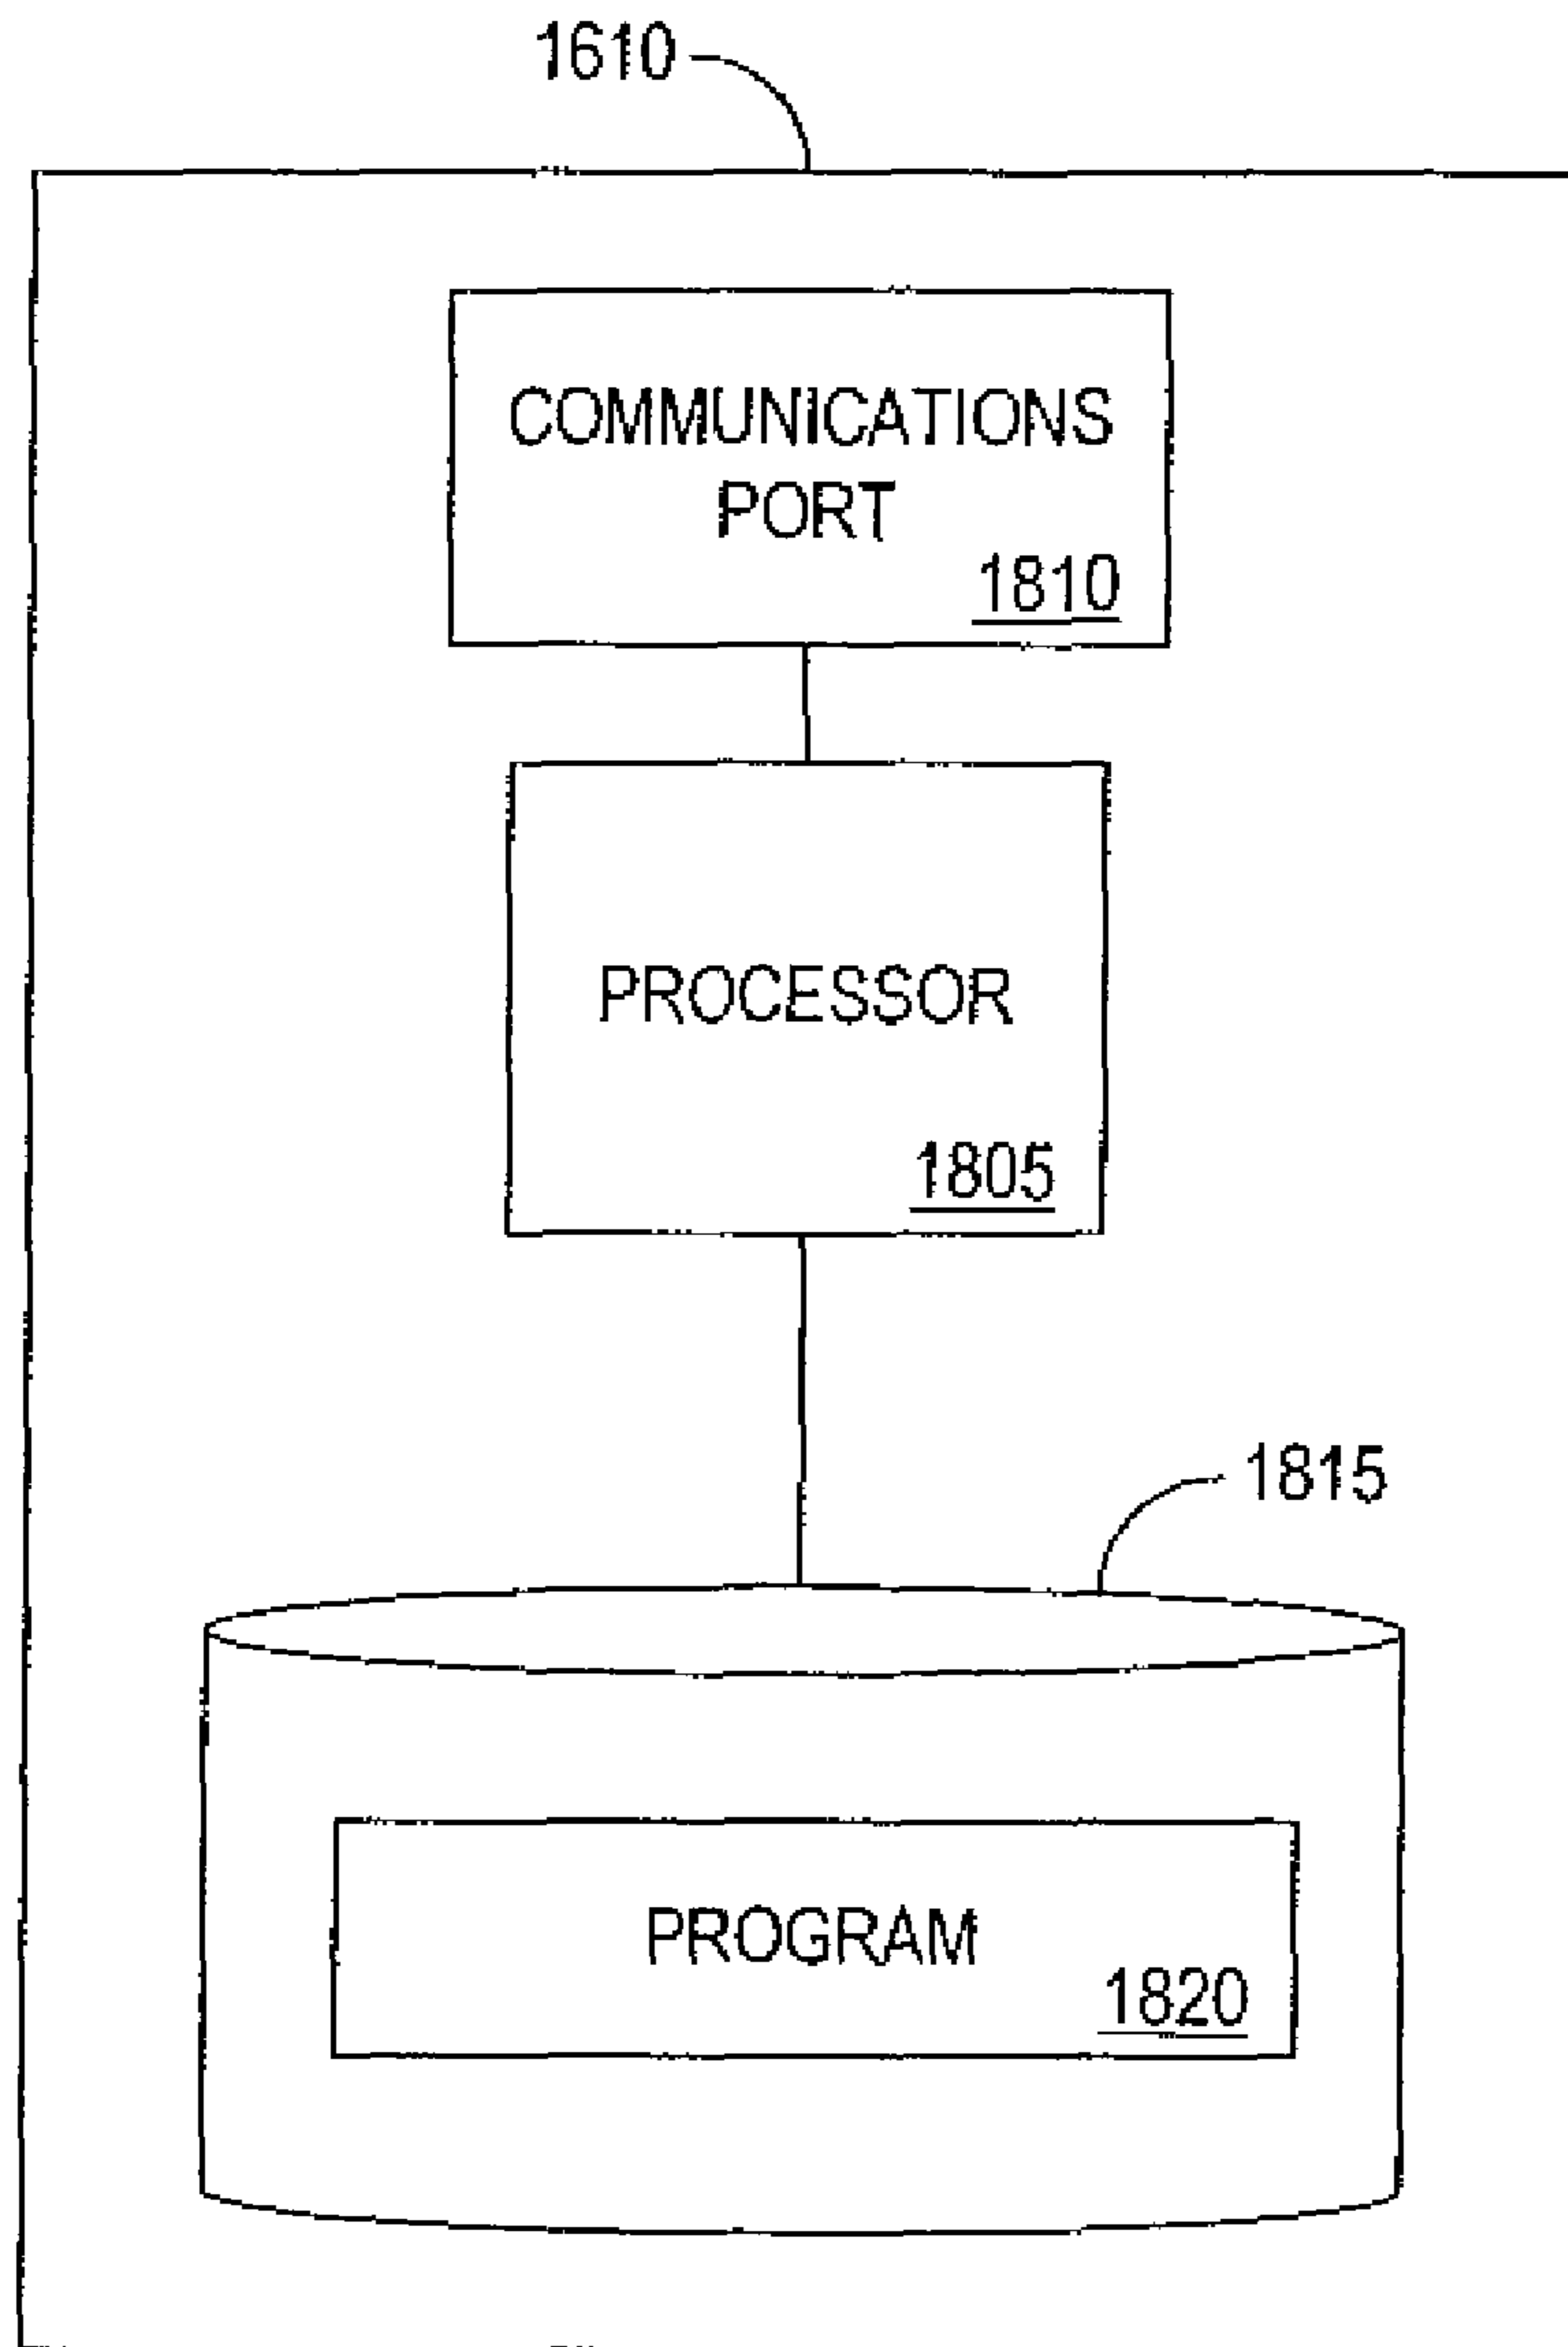 1610
COMMUNICATIONS
PORT
1810
PROCESSOR
1805
1815
PROGRAM
1820